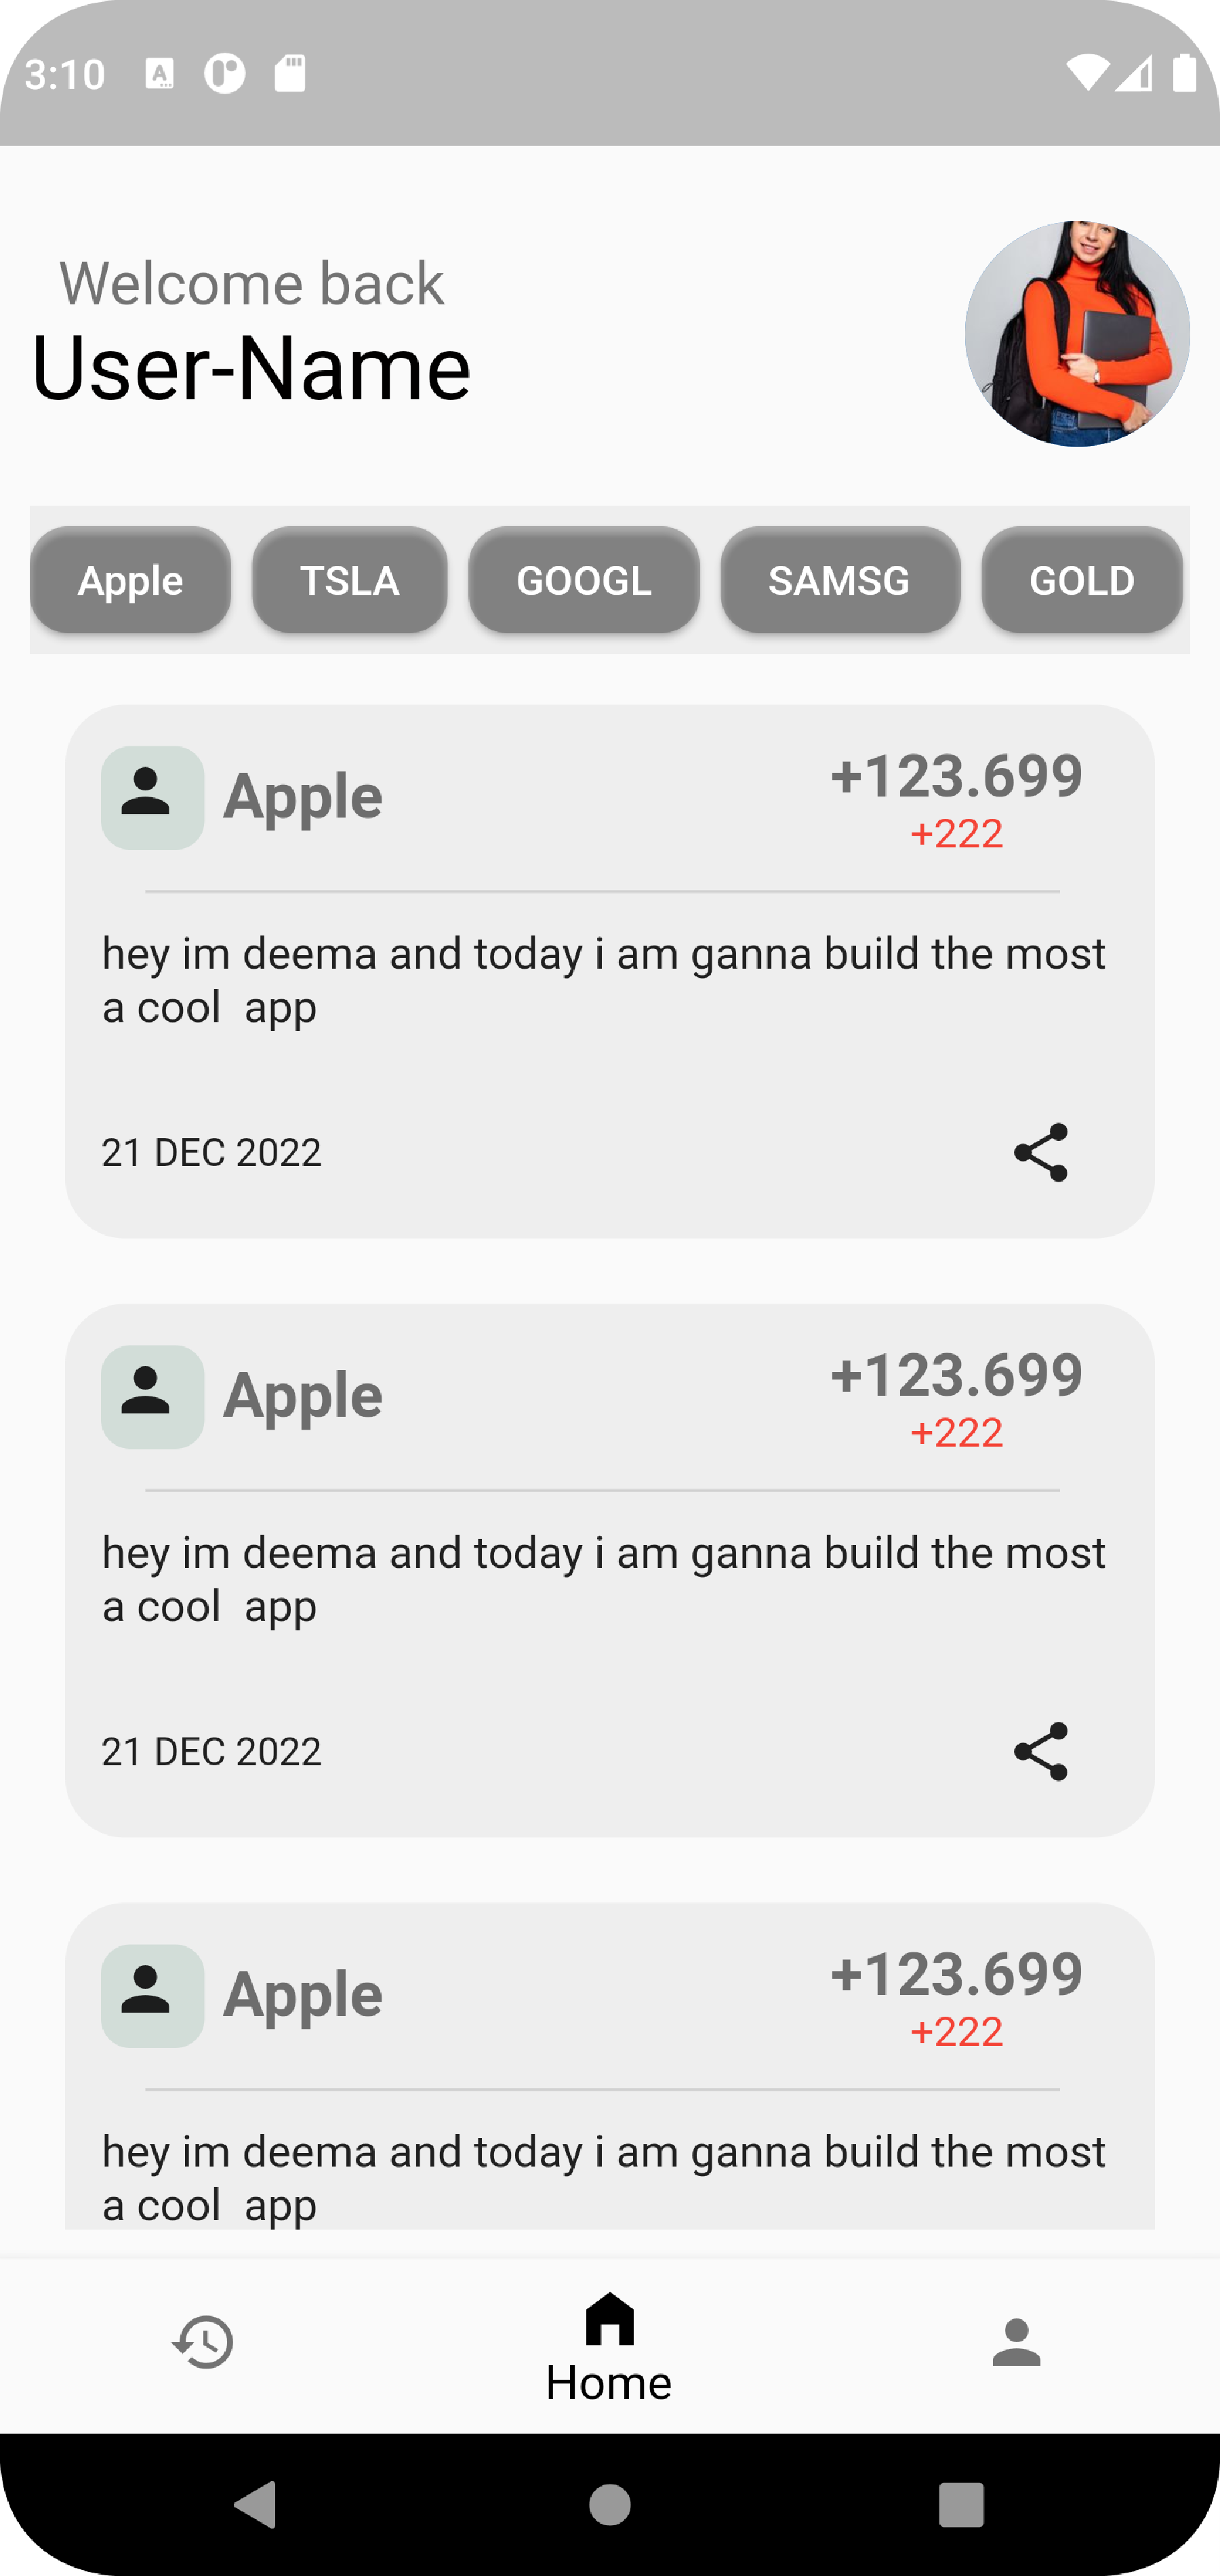 3:10
Welcome back
User-Name
Apple TSLA GOOGL SAMSG GOLD
Apple +123.699
+222
hey im deema and today i am ganna build the most
a cool  app
21 DEC 2022
Apple +123.699
+222
hey im deema and today i am ganna build the most
a cool  app
21 DEC 2022
Apple +123.699
+222
hey im deema and today i am ganna build the most
a cool  app
Home